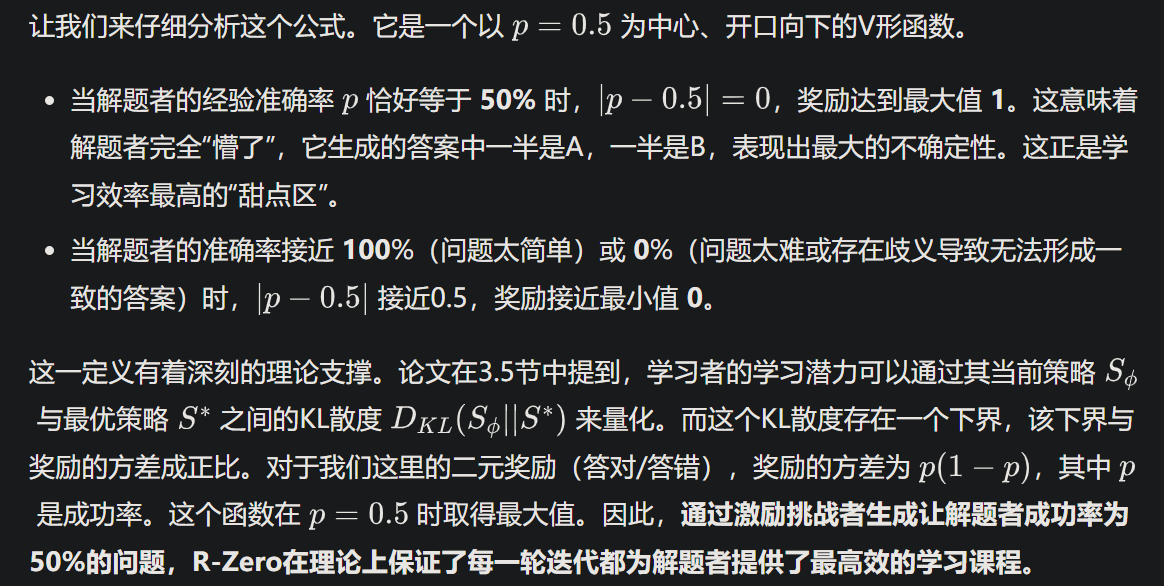 让我们来仔细分析这个公式。它是一个以 p = 0.5 为中心、开口向下的V形函数。
• 当解题者的经验准确率 p 恰好等于 50% 时，|p − 0.5| = 0，奖励达到最大值 1。这意味着
解题者完全“懵了”，它生成的答案中一半是A，一半是B，表现出最大的不确定性。这正是学
习效率最高的“甜点区”。
• 当解题者的准确率接近 100%（问题太简单）或 0%（问题太难或存在歧义导致无法形成一
致的答案）时，|p − 0.5| 接近0.5，奖励接近最小值 0。
这一定义有着深刻的理论支撑。论文在3.5节中提到，学习者的学习潜力可以通过其当前策略 S_ϕ
与最优策略 S* 之间的KL散度 D_{KL}(S_ϕ||S*) 来量化。而这个KL散度存在一个下界，该下界与
奖励的方差成正比。对于我们这里的二元奖励（答对/答错），奖励的方差为 p(1 − p)，其中 p
是成功率。这个函数在 p = 0.5 时取得最大值。因此，通过激励挑战者生成让解题者成功率为
50%的问题，R-Zero在理论上保证了每一轮迭代都为解题者提供了最高效的学习课程。